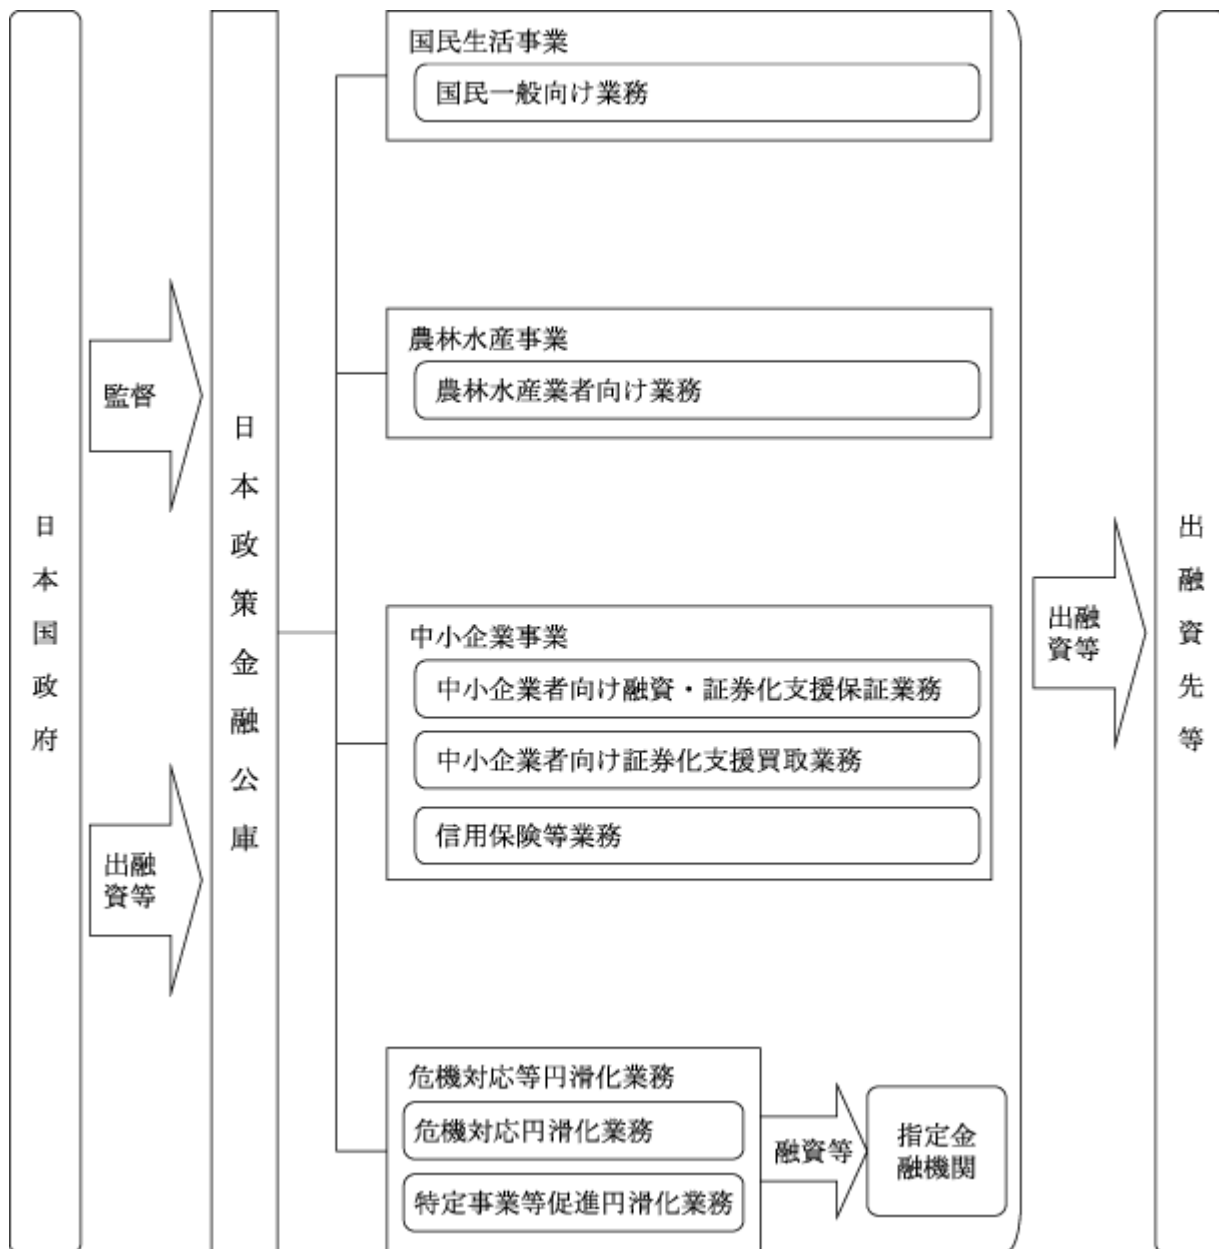 日本国政府
監督
出融
資等
日本政策金融公庫
国民生活事業
国民一般向け業務
農林水産事業
農林水産業者向け業務
中小企業事業
中小企業者向け融資・証券化支援保証業務
中小企業者向け証券化支援買取業務
信用保険等業務
危機対応等円滑化業務
危機対応円滑化業務
特定事業等促進円滑化業務
融資等
指定金
融機関
出融
資等
出融資先等